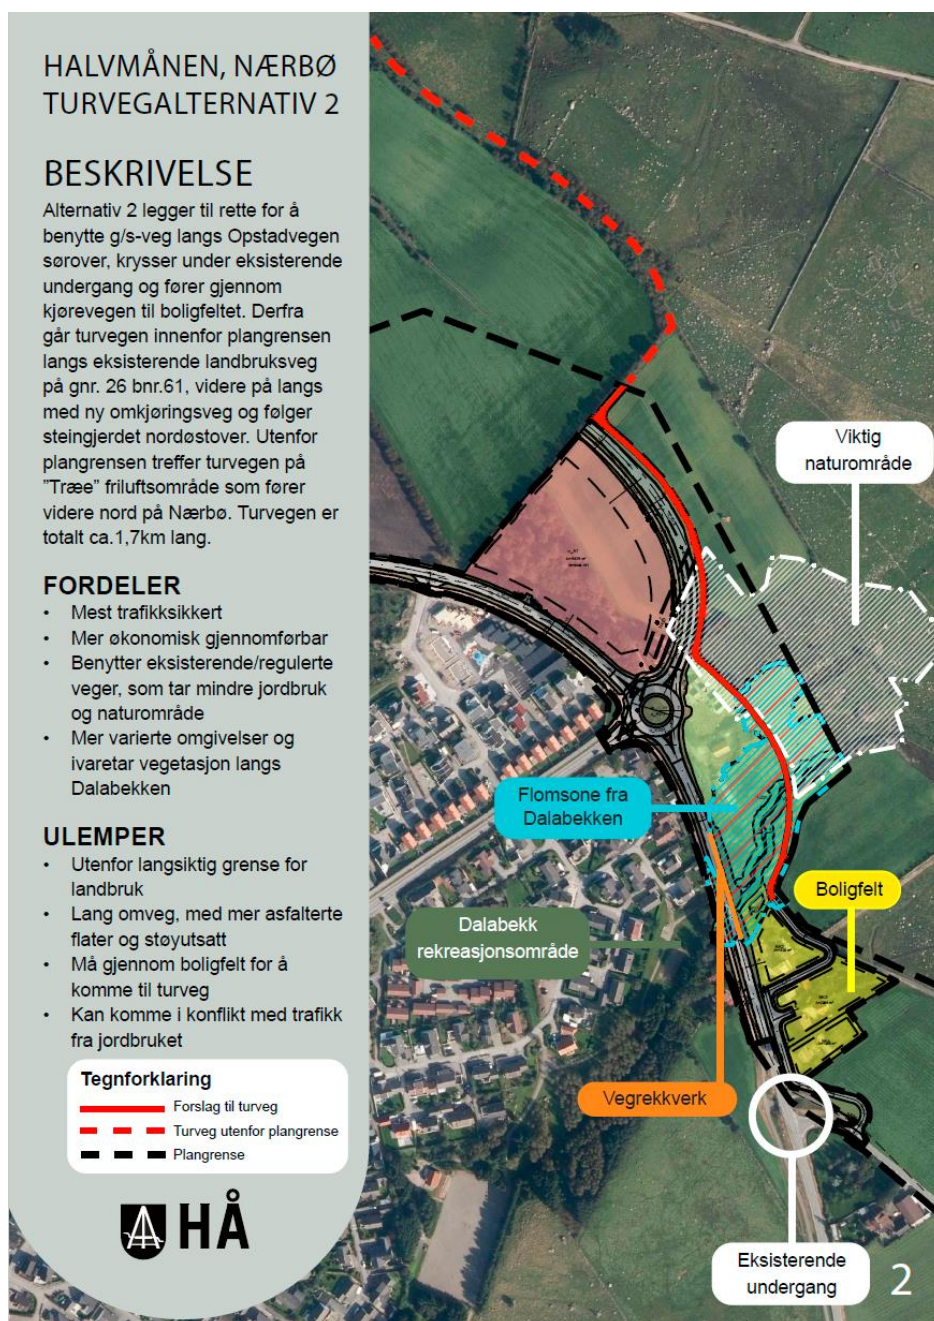 HALVMÅNEN, NÆRBØ
TURVEGALTERNATIV 2
BESKRIVELSE
Alternativ 2 legger til rette for å
benytte g/s-veg langs Opstadvegen
sørover, krysser under eksisterende
undergang og fører gjennom
kjørevegen til boligfeltet. Derfra
går turvegen innenfor plangrensen
langs eksisterende landbruksveg
på gnr. 26 bnr.61, videre på langs
med ny omkjøringsveg og følger
steingjerdet nordøstover. Utenfor
plangrensen treffer turvegen på
"Træe" friluftsområde som fører
videre nord på Nærbø. Turvegen er
totalt ca.1,7km lang.
FORDELER
• Mest trafikksikkert
• Mer økonomisk gjennomførbar
• Benytter eksisterende/regulerte
veger, som tar mindre jordbruk
og naturområde
• Mer varierte omgivelser og
ivaretar vegetasjon langs
Dalabekken
ULEMPER
• Utenfor langsiktig grense for
landbruk
• Lang omveg, med mer asfalterte
flater og støyutsatt
• Må gjennom boligfelt for å
komme til turveg
• Kan komme i konflikt med trafikk
fra jordbruket
Tegnforklaring
Forslag til turveg
Turveg utenfor plangrense
Plangrense
HÅ
Viktig
naturområde
Flomsone fra
Dalabekken
Boligfelt
Dalabekk
rekreasjonsområde
Vegrekkverk
Eksisterende
undergang
2